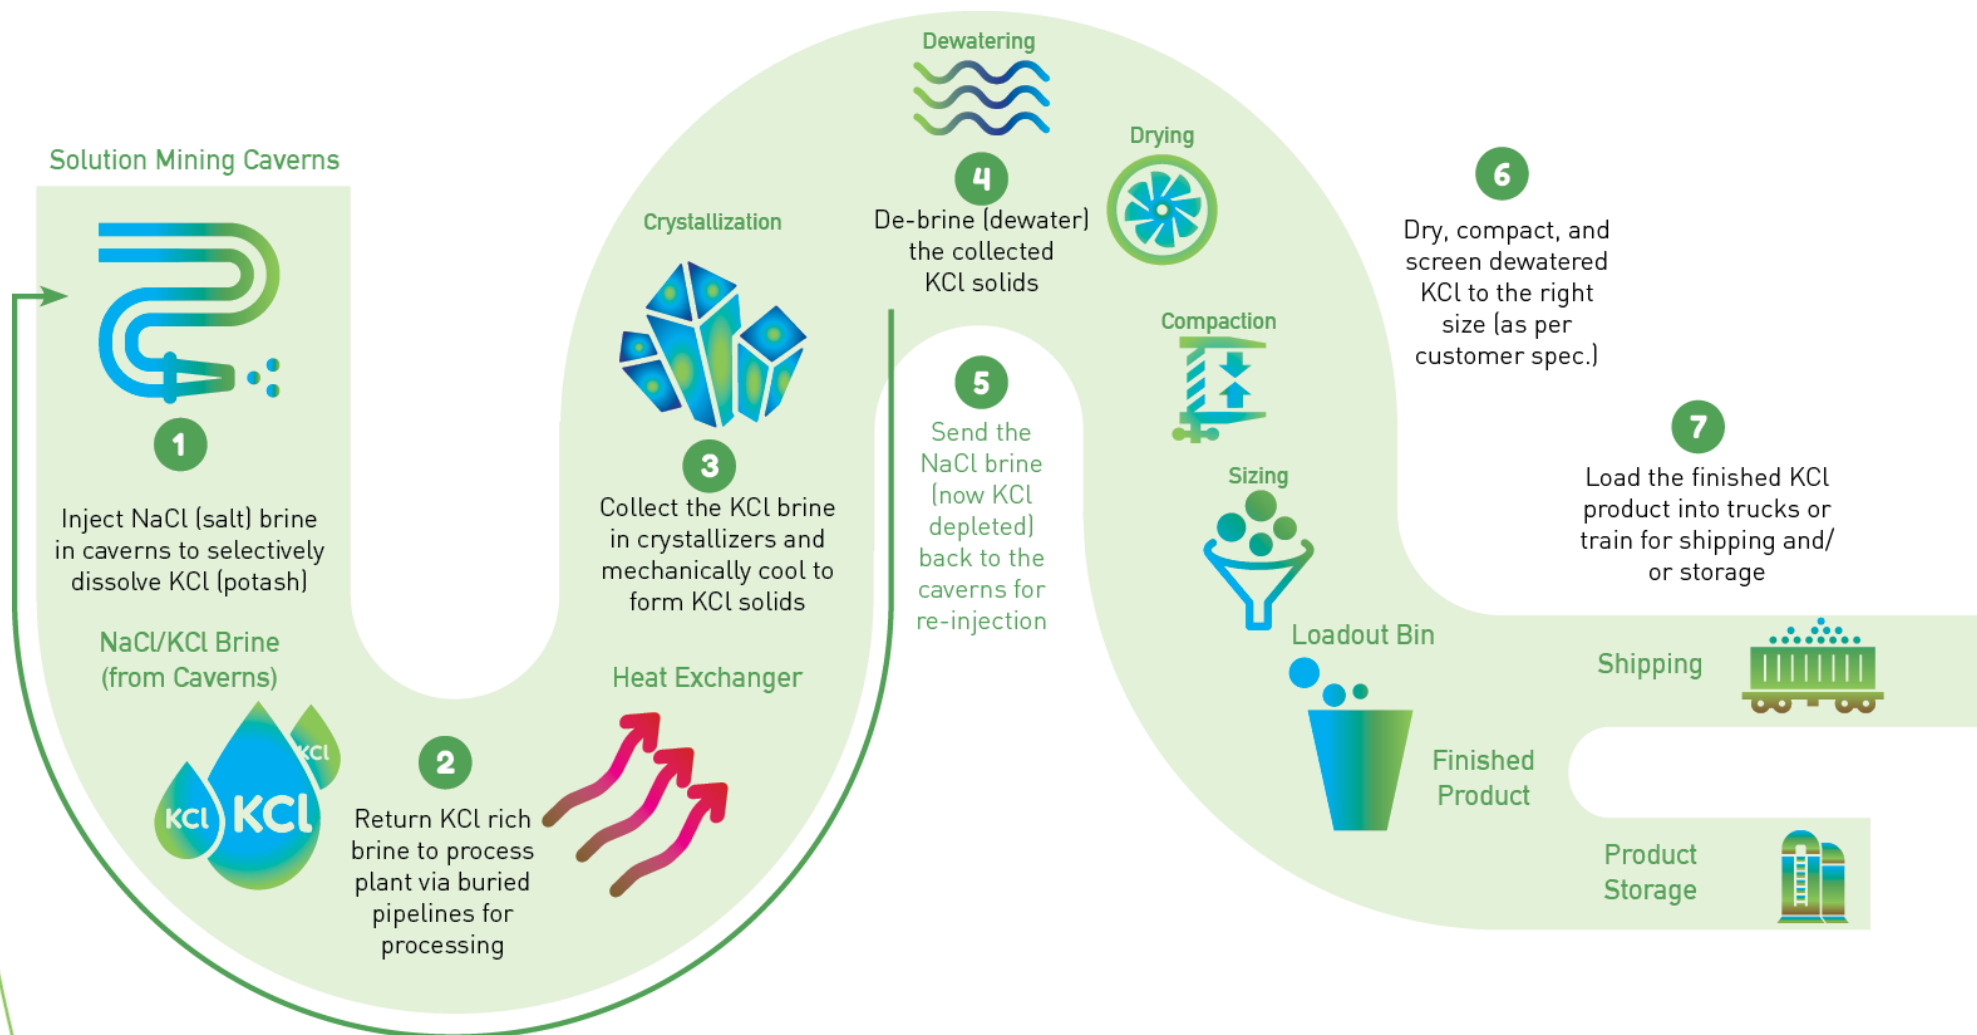 Solution Mining Caverns
1
Inject NaCl (salt) brine
in caverns to selectively
dissolve KCl (potash)
NaCl/KCl Brine
(from Caverns)
KCl
KCl
KCl
2
Return KCl rich
brine to process
plant via buried
pipelines for
processing
Heat Exchanger
Crystallization
3
Collect the KCl brine
in crystallizers and
mechanically cool to
form KCl solids
Dewatering
4
De-brine (dewater)
the collected
KCl solids
5
Send the
NaCl brine
(now KCl
depleted)
back to the
caverns for
re-injection
Drying
Compaction
Sizing
6
Dry, compact, and
screen dewatered
KCl to the right
size (as per
customer spec.)
Loadout Bin
Finished
Product
7
Load the finished KCl
product into trucks or
train for shipping and/
or storage
Shipping
Product
Storage